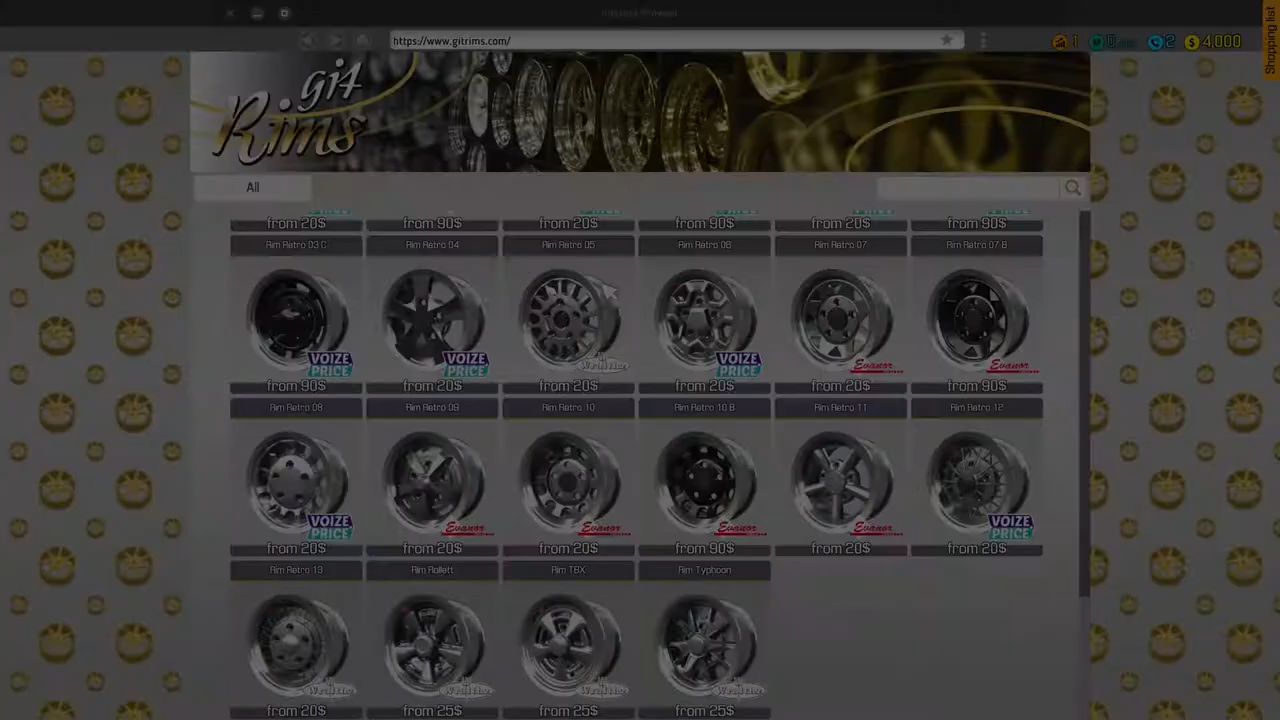 https://www.gitrims.com/
1
0
2
4,000
Shopping list
git
Rims
All
from 20$ from 90$ from 20$ from 90$ from 20$ from 90$
Rim Retro 03 C Rim Retro 04 Rim Retro 05 Rim Retro 06 Rim Retro 07 Rim Retro 07 B
VOIZE PRICE VOIZE PRICE VOIZE PRICE Evanor Evanor
from 90$ from 20$ from 20$ from 20$ from 20$ from 90$
Rim Retro 08 Rim Retro 09 Rim Retro 10 Rim Retro 10 B Rim Retro 11 Rim Retro 12
VOIZE PRICE Evanor Evanor Evanor Evanor VOIZE PRICE
from 20$ from 20$ from 20$ from 90$ from 20$ from 20$
Rim Retro 13 Rim Rollett Rim TBX Rim Typhoon
from 20$ from 25$ from 25$ from 25$